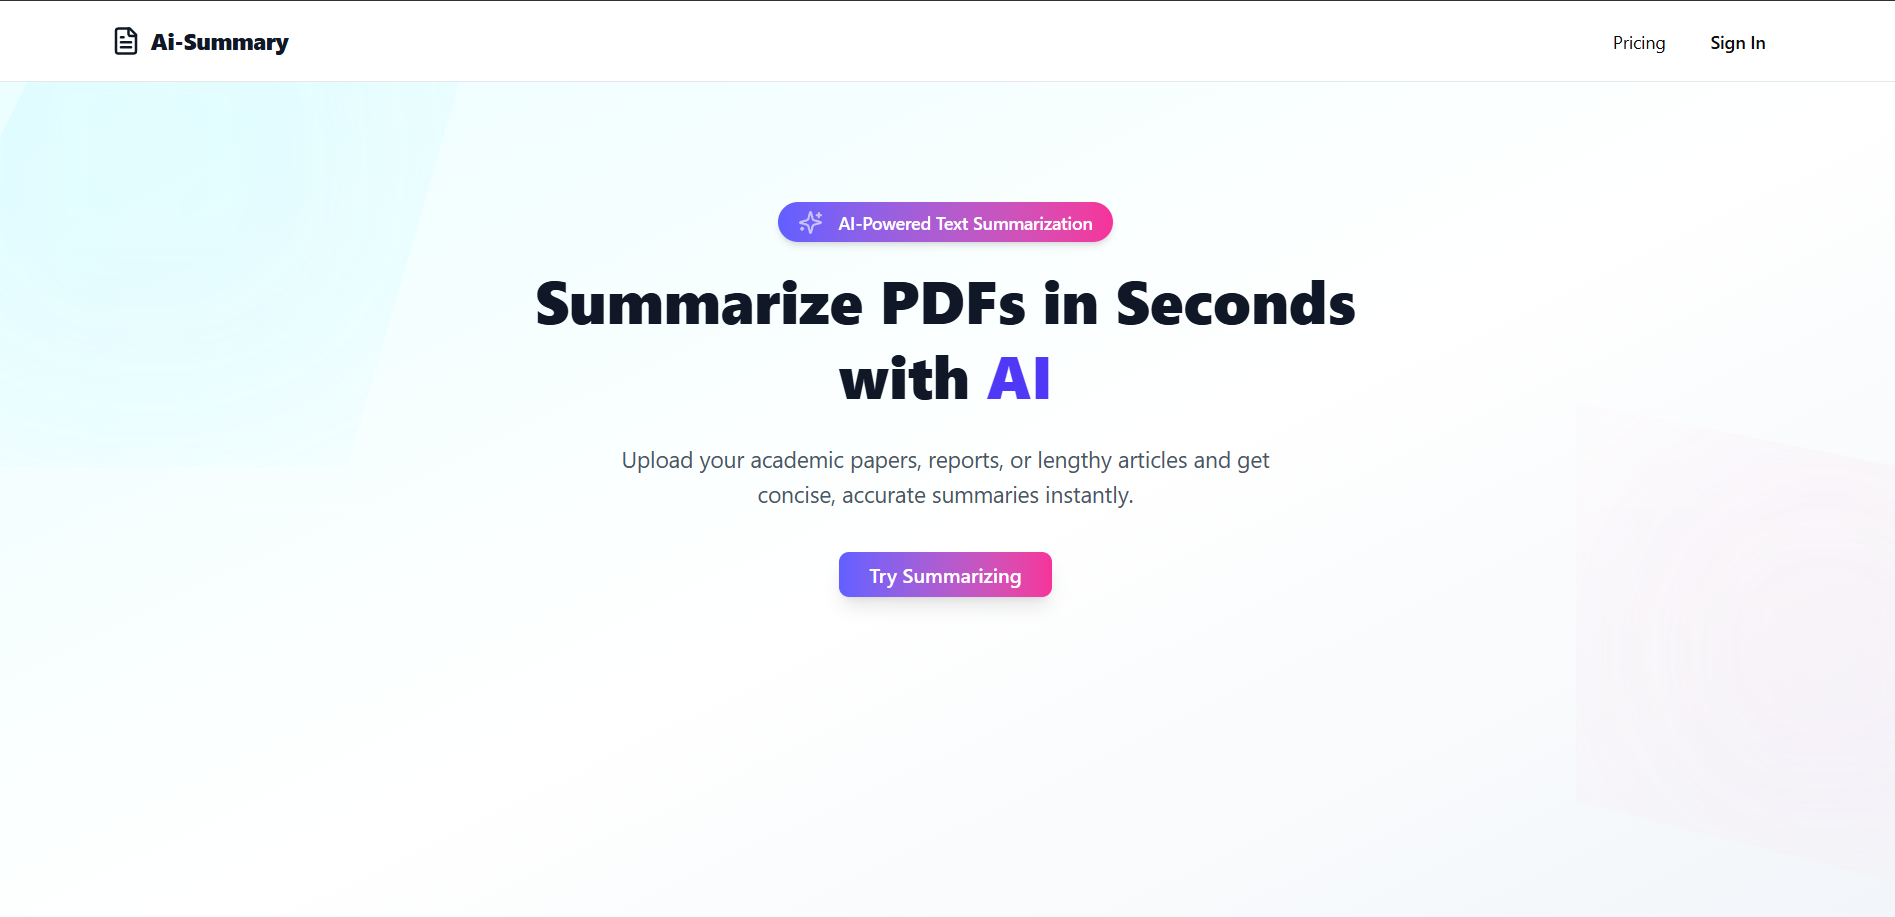 Ai-Summary
Pricing
Sign In
AI-Powered Text Summarization
Summarize PDFs in Seconds
with AI
Upload your academic papers, reports, or lengthy articles and get
concise, accurate summaries instantly.
Try Summarizing